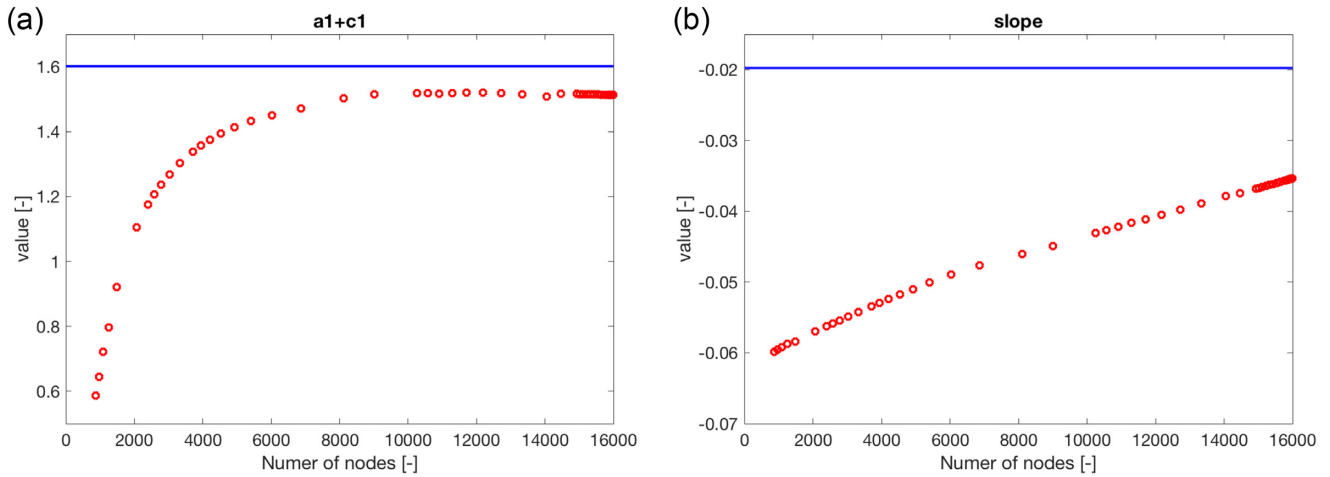 (a)
a1+c1
1.6
1.4
1.2
1
0.8
0.6
value [-]
0 2000 4000 6000 8000 10000 12000 14000 16000
Numer of nodes [-]
(b)
slope
-0.02
-0.03
-0.04
-0.05
-0.06
-0.07
value [-]
0 2000 4000 6000 8000 10000 12000 14000 16000
Numer of nodes [-]